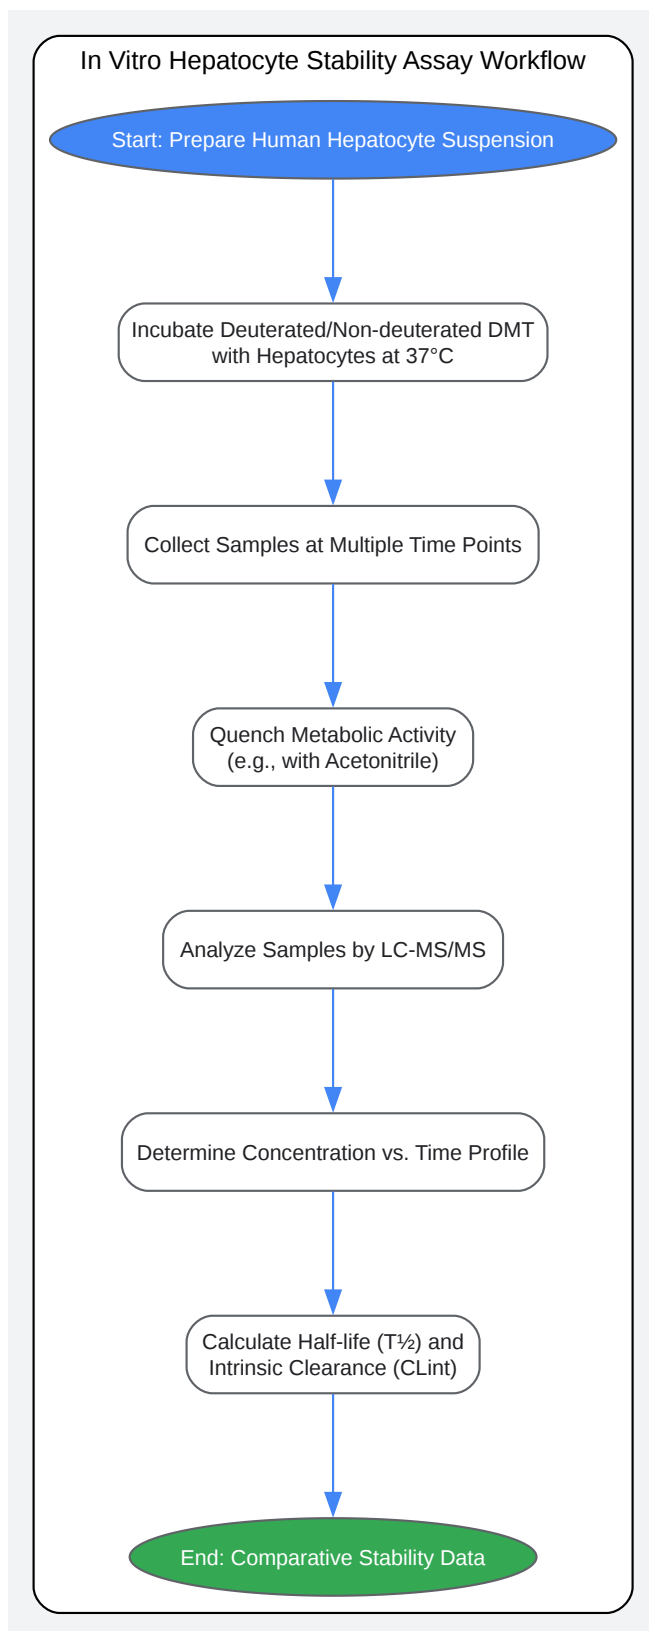 In Vitro Hepatocyte Stability Assay Workflow
Start: Prepare Human Hepatocyte Suspension
Incubate Deuterated/Non-deuterated DMT
with Hepatocytes at 37°C
Collect Samples at Multiple Time Points
Quench Metabolic Activity
(e.g., with Acetonitrile)
Analyze Samples by LC-MS/MS
Determine Concentration vs. Time Profile
Calculate Half-life (T½) and
Intrinsic Clearance (CLint)
End: Comparative Stability Data